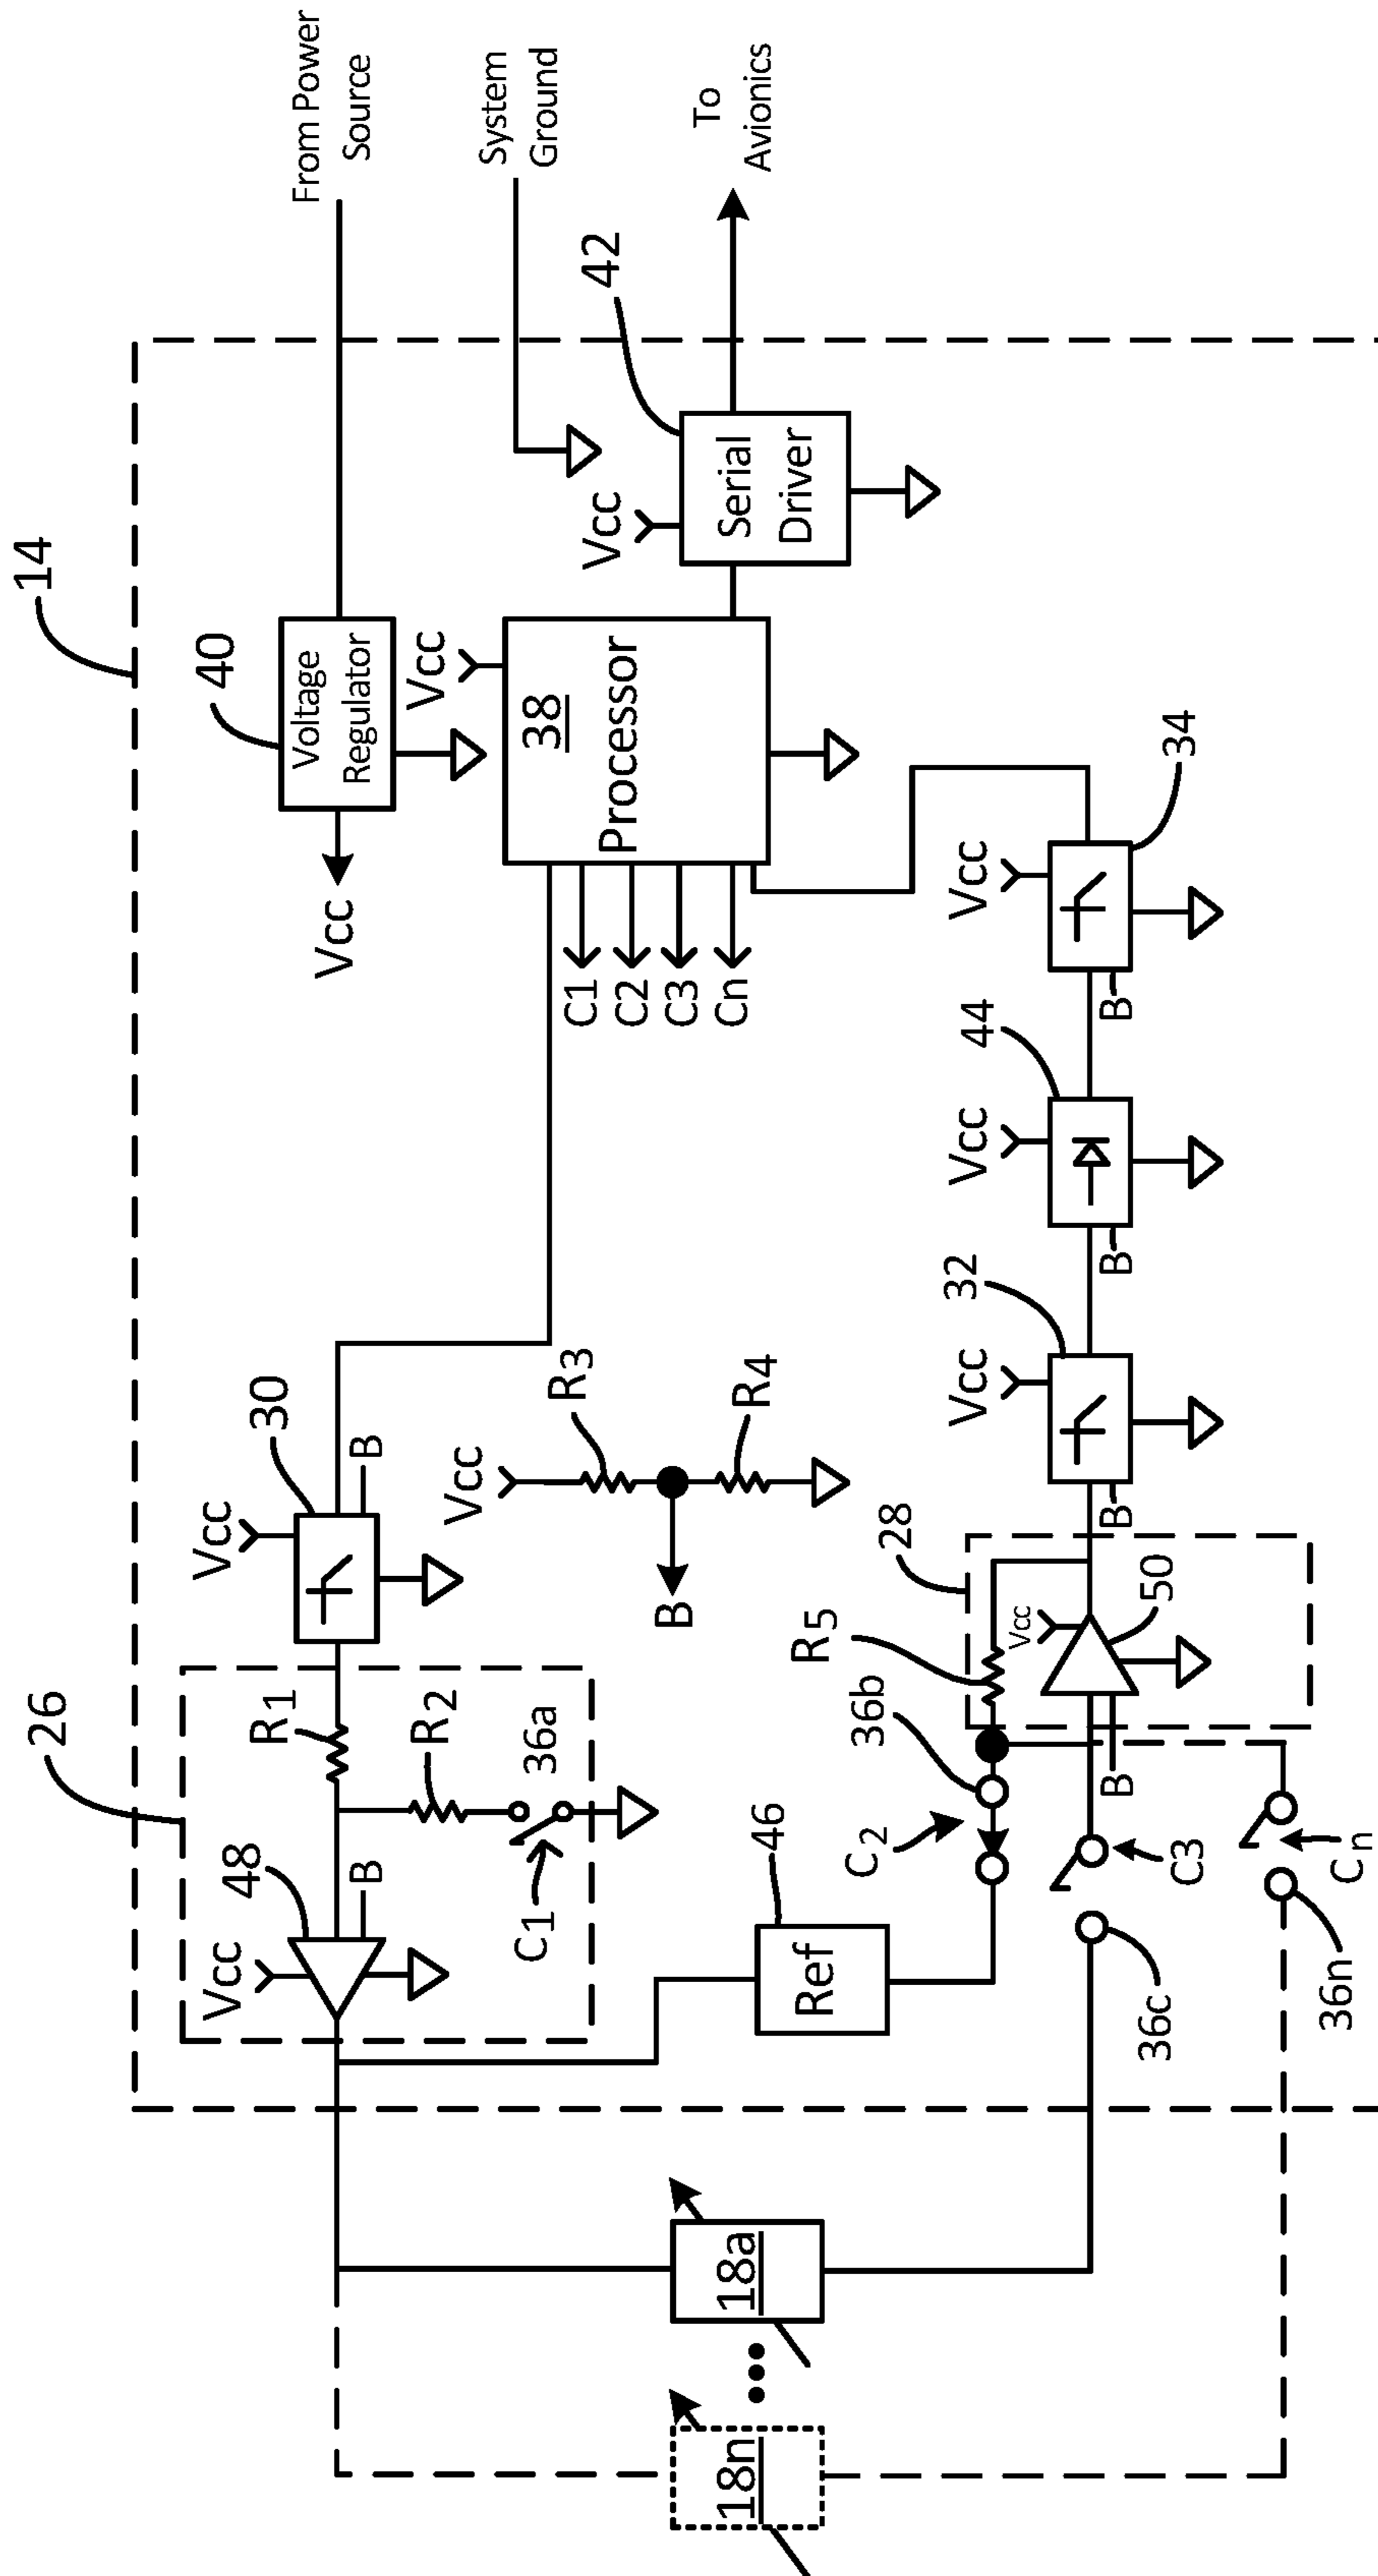 14
From Power
Source
40
Voltage
Regulator
Vcc
System
Ground
26
48
Vcc
B
R1
R2
36a
C1
30
Vcc
B
Vcc
R3
R4
B
Vcc
38
Processor
C1
C2
C3
Cn
42
Vcc
Serial
Driver
To
Avionics
18n
18a
46
Ref
C2
36b
R5
28
Vcc
50
B
36c
C3
36n
Cn
32
Vcc
B
44
Vcc
B
34
Vcc
B